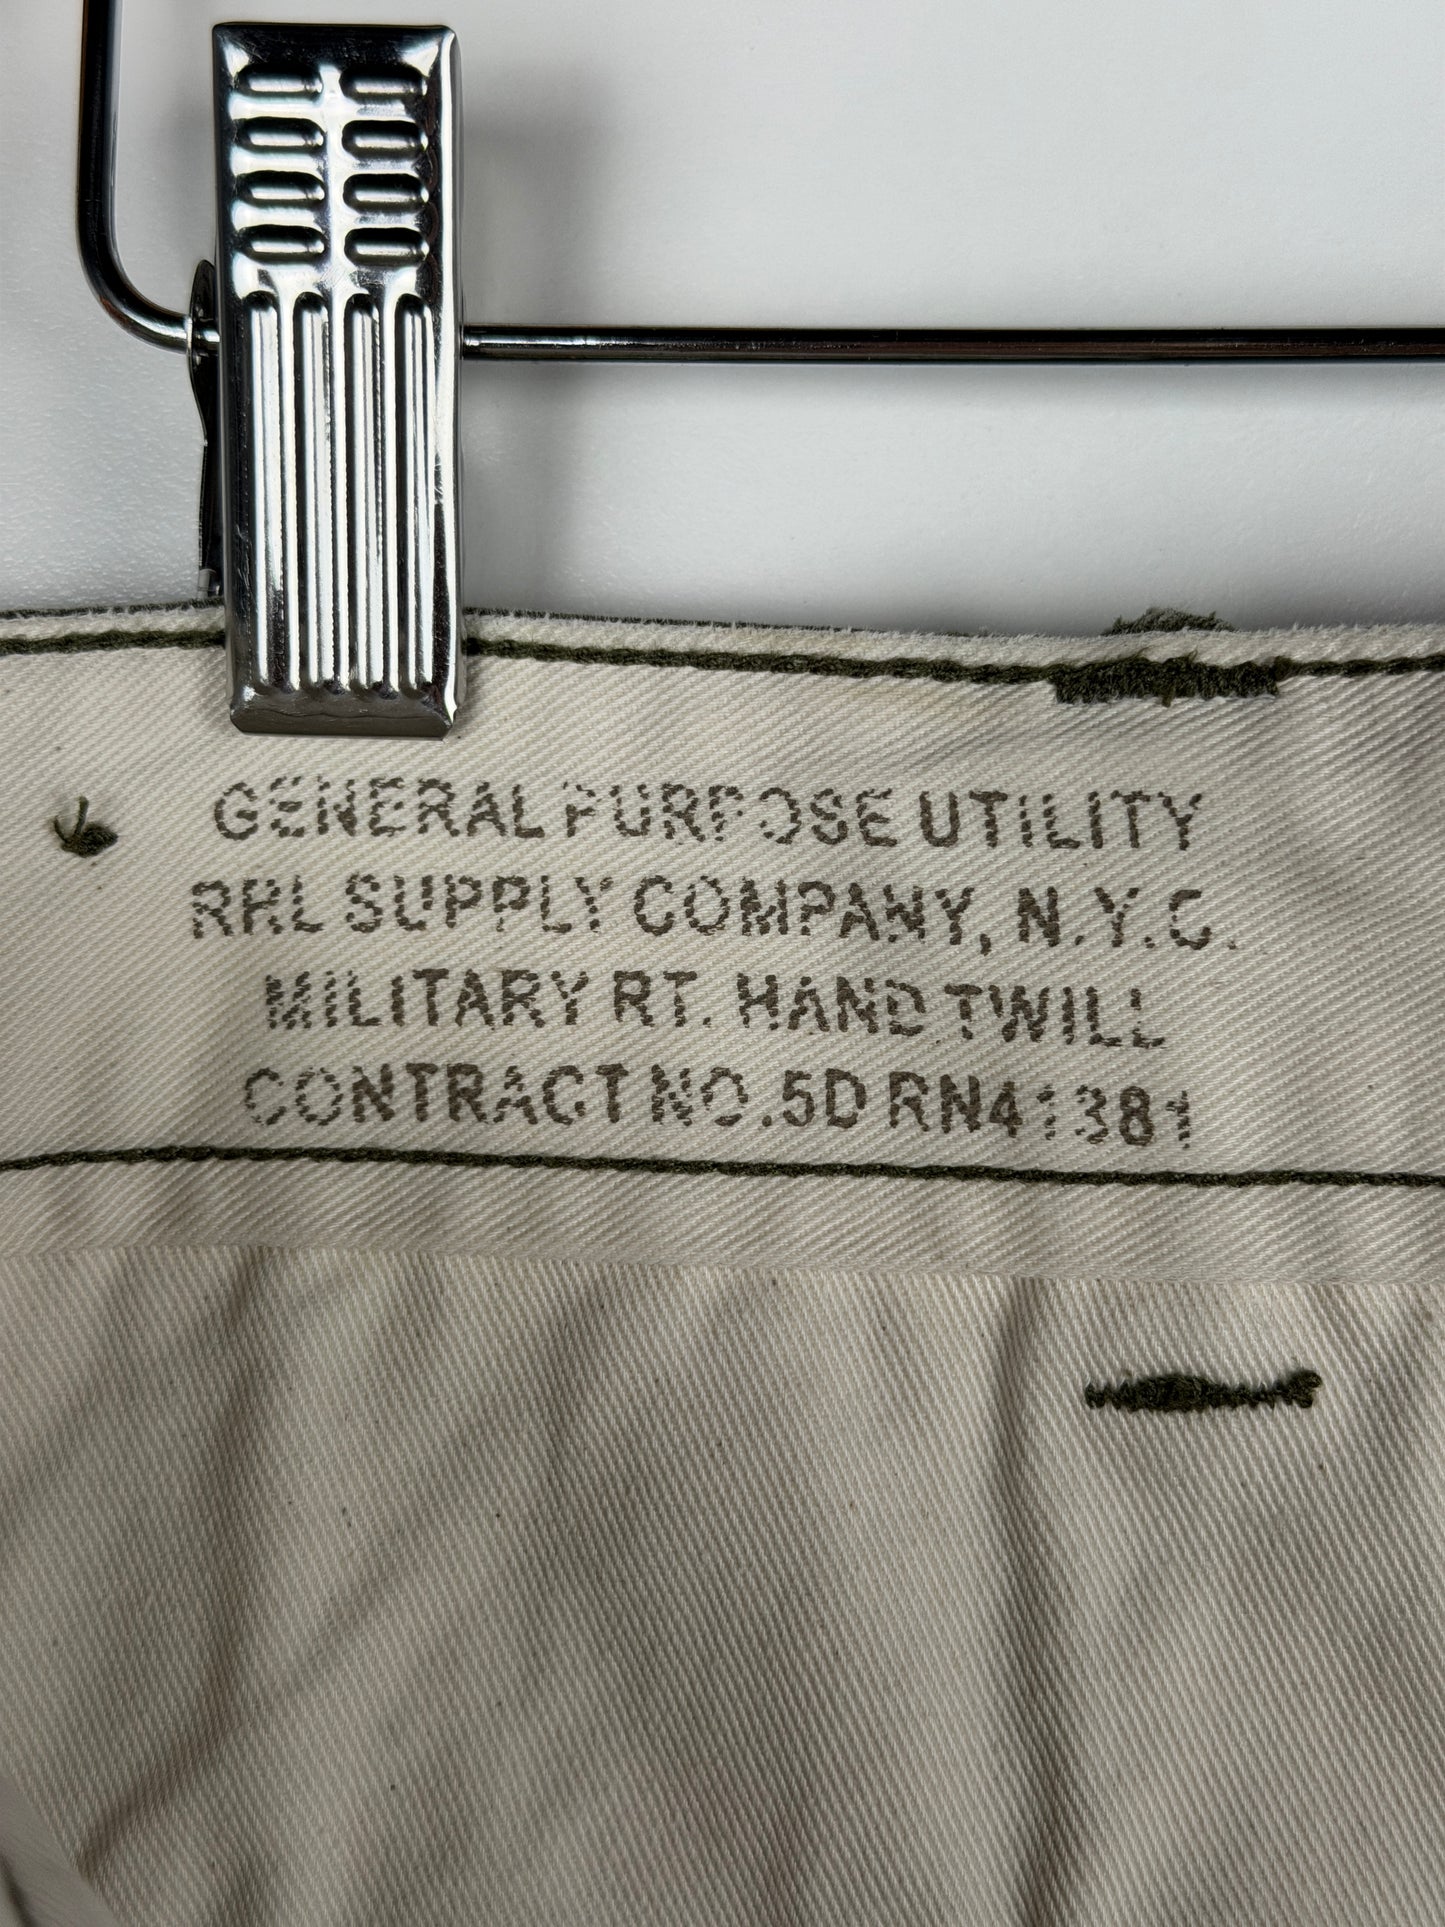 GENERAL PURPOSE UTILITY
RRL SUPPLY COMPANY, N.Y.C.
MILITARY RT. HAND TWILL
CONTRACT NO.5D RN41381